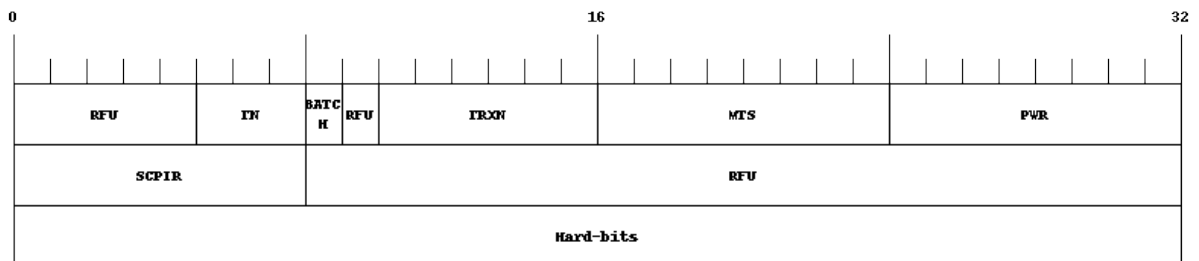 0 16 32
RFU TN BATC
H RFU TRXN MTS PWR
SCPIR RFU
Hard-bits